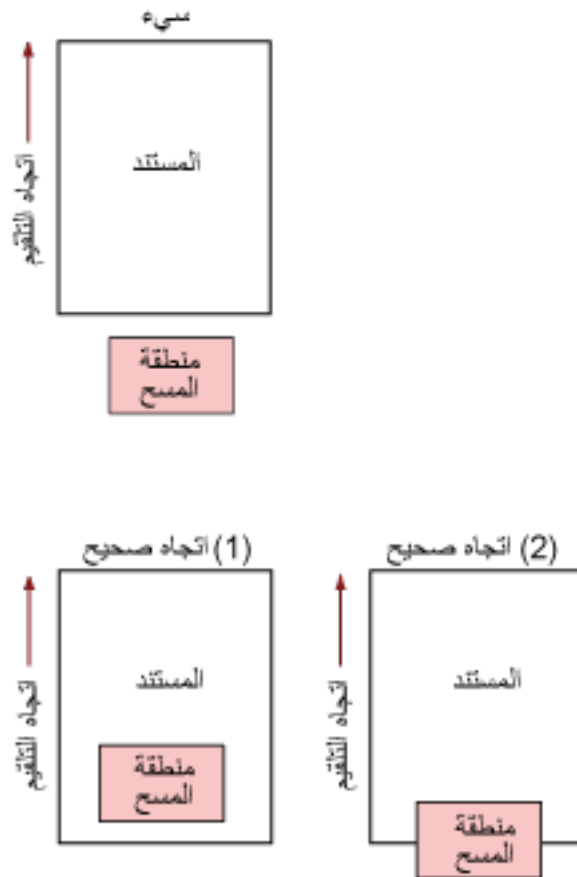 سيء
اتجاه التلقيم
المستند
منطقة
المسح
(1) اتجاه صحيح
اتجاه التلقيم
المستند
منطقة
المسح
(2) اتجاه صحيح
اتجاه التلقيم
المستند
منطقة
المسح